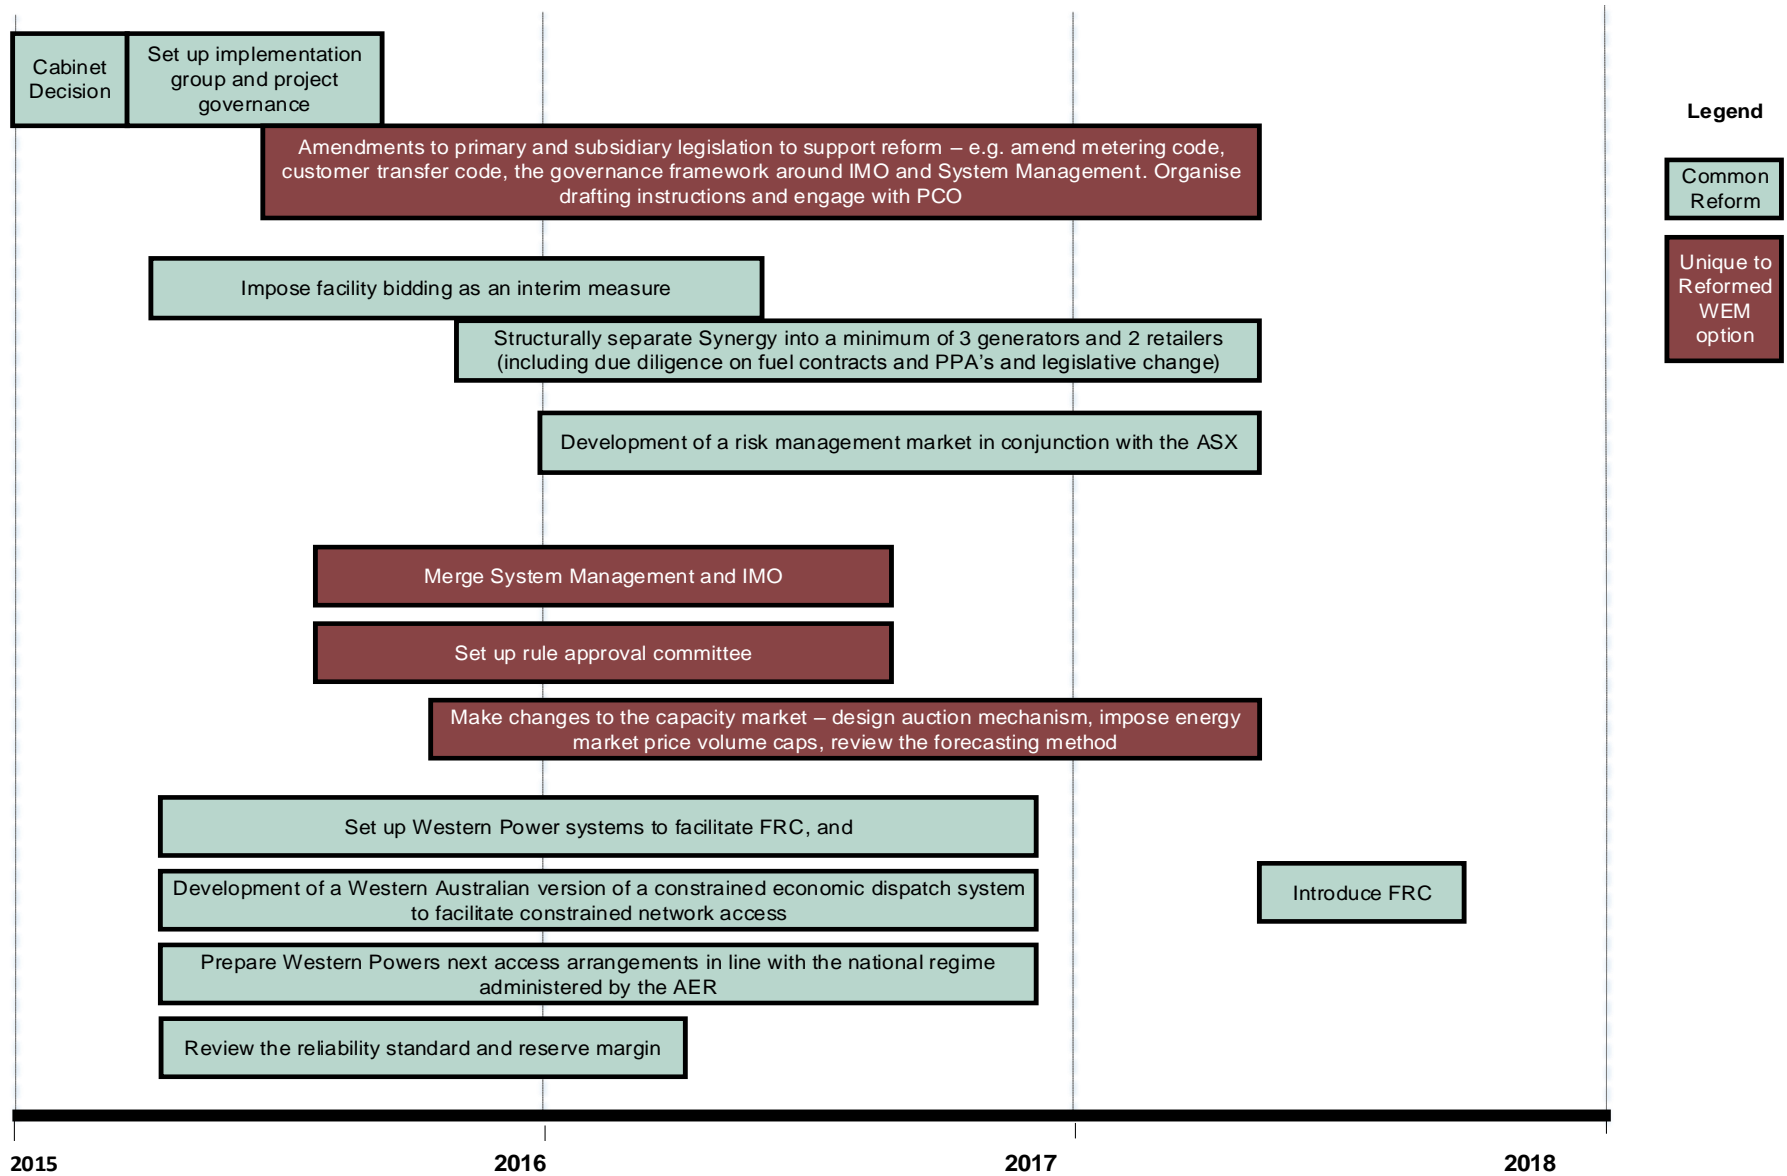 Cabinet
Decision
Set up implementation
group and project
governance
Amendments to primary and subsidiary legislation to support reform – e.g. amend metering code,
customer transfer code, the governance framework around IMO and System Management. Organise
drafting instructions and engage with PCO
Impose facility bidding as an interim measure
Structurally separate Synergy into a minimum of 3 generators and 2 retailers
(including due diligence on fuel contracts and PPA's and legislative change)
Development of a risk management market in conjunction with the ASX
Merge System Management and IMO
Set up rule approval committee
Make changes to the capacity market – design auction mechanism, impose energy
market price volume caps, review the forecasting method
Set up Western Power systems to facilitate FRC, and
Development of a Western Australian version of a constrained economic dispatch system
to facilitate constrained network access
Introduce FRC
Prepare Western Powers next access arrangements in line with the national regime
administered by the AER
Review the reliability standard and reserve margin
2015
2016
2017
2018
Legend
Common
Reform
Unique to
Reformed
WEM
option